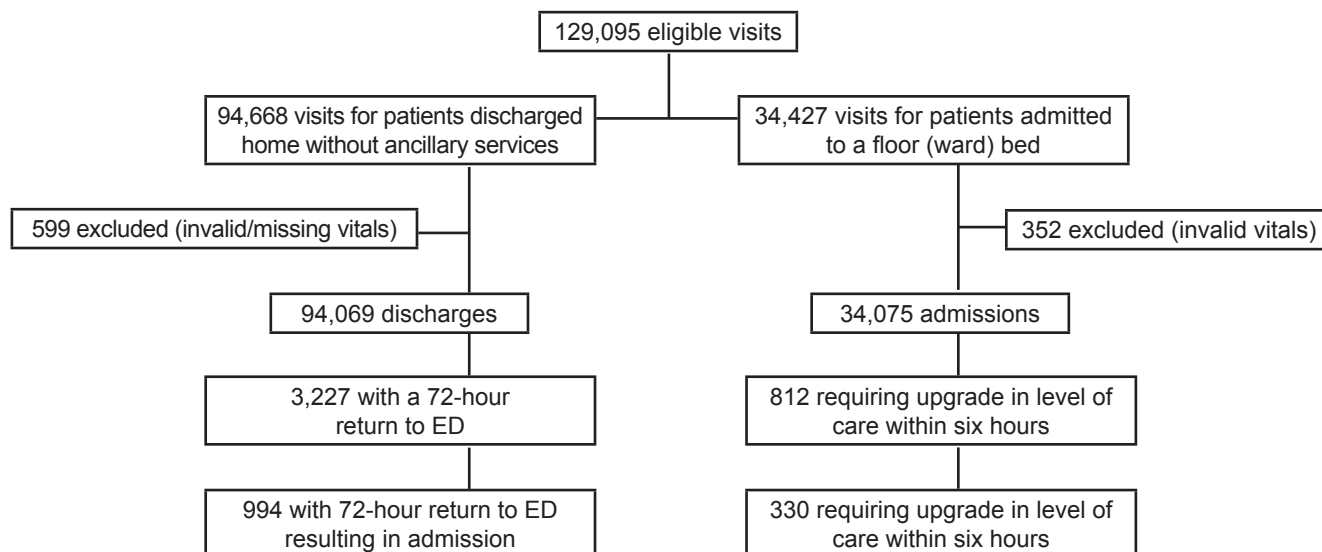 129,095 eligible visits
94,668 visits for patients discharged
home without ancillary services
34,427 visits for patients admitted
to a floor (ward) bed
599 excluded (invalid/missing vitals)
352 excluded (invalid vitals)
94,069 discharges
34,075 admissions
3,227 with a 72-hour
return to ED
812 requiring upgrade in level of
care within six hours
994 with 72-hour return to ED
resulting in admission
330 requiring upgrade in level of
care within six hours